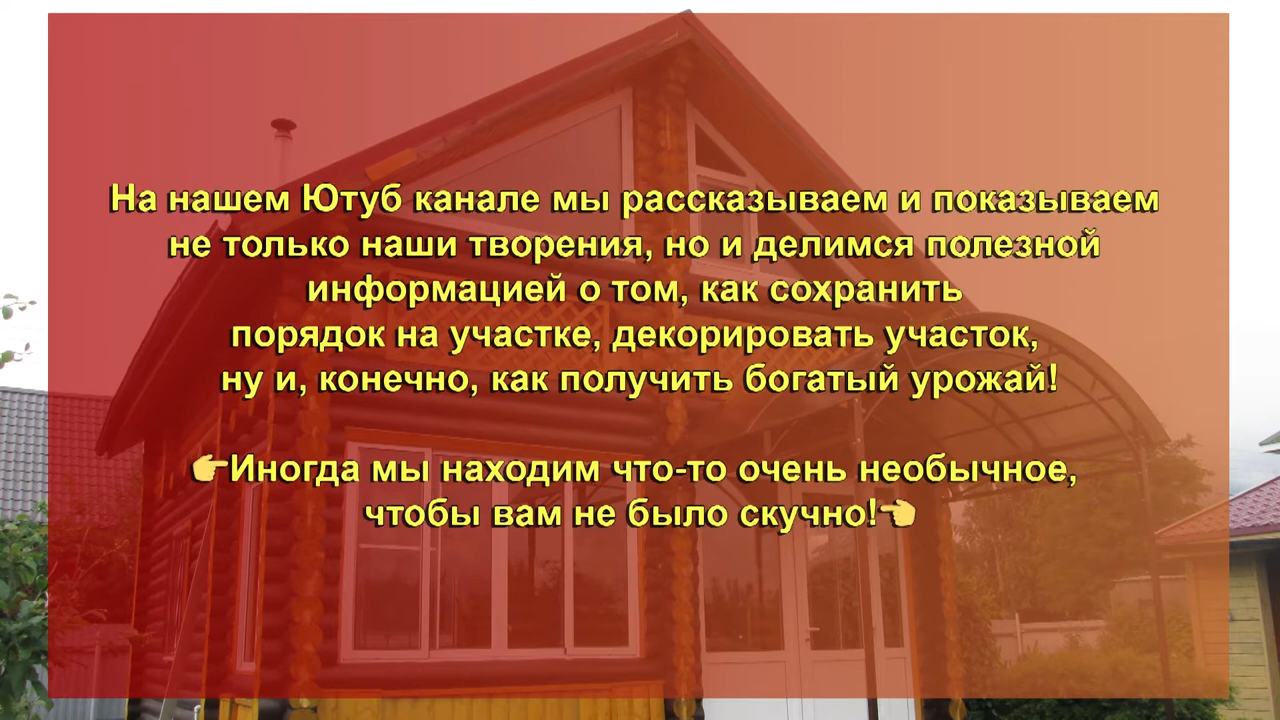 На нашем Ютуб канале мы рассказываем и показываем
не только наши творения, но и делимся полезной
информацией о том, как сохранить
порядок на участке, декорировать участок,
ну и, конечно, как получить богатый урожай!
👉Иногда мы находим что-то очень необычное,
чтобы вам не было скучно!👈